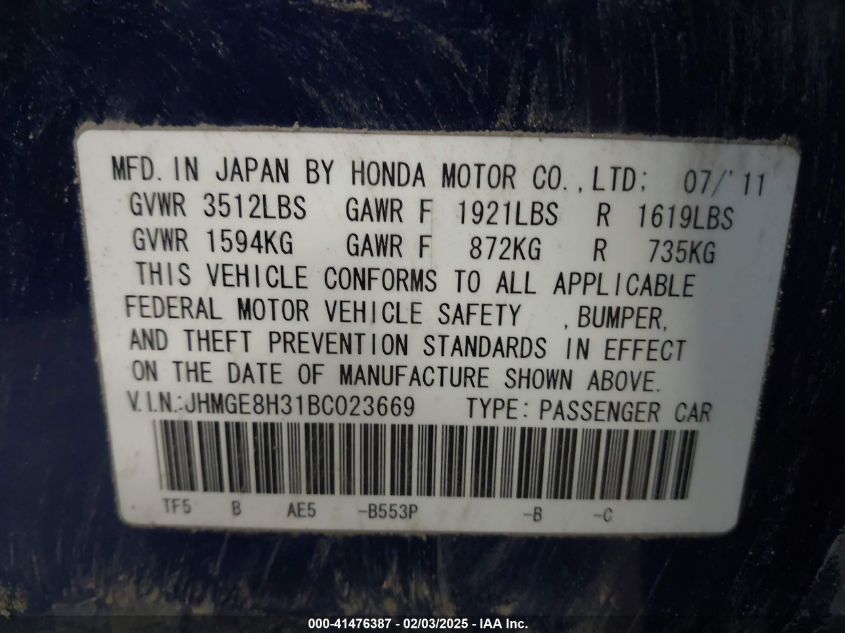 MFD. IN JAPAN BY HONDA MOTOR CO., LTD; 07/'11
GVWR 3512LBS GAWR F 1921LBS R 1619LBS
GVWR 1594KG GAWR F 872KG R 735KG
THIS VEHICLE CONFORMS TO ALL APPLICABLE
FEDERAL MOTOR VEHICLE SAFETY , BUMPER,
AND THEFT PREVENTION STANDARDS IN EFFECT
ON THE DATE OF MANUFACTURE SHOWN ABOVE.
V.I.N.:JHMGE8H31BC023669 TYPE: PASSENGER CAR
TF5 B AE5 -B553P -B -C
000-41476387 - 02/03/2025 - IAA Inc.